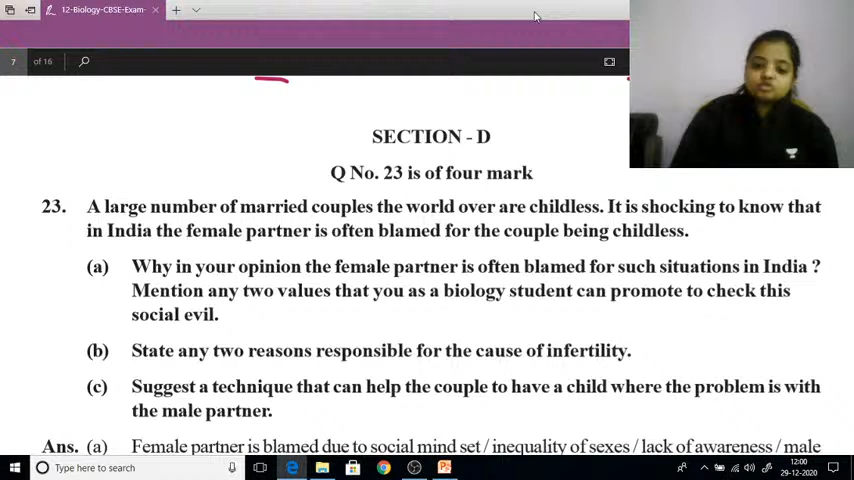 12-Biology-CBSE-Exam-
7 of 16
SECTION - D
Q No. 23 is of four mark
23. A large number of married couples the world over are childless. It is shocking to know that
in India the female partner is often blamed for the couple being childless.
(a) Why in your opinion the female partner is often blamed for such situations in India ?
Mention any two values that you as a biology student can promote to check this
social evil.
(b) State any two reasons responsible for the cause of infertility.
(c) Suggest a technique that can help the couple to have a child where the problem is with
the male partner.
Ans. (a) Female partner is blamed due to social mind set / inequality of sexes / lack of awareness / male
Type here to search
12:00
29-12-2020